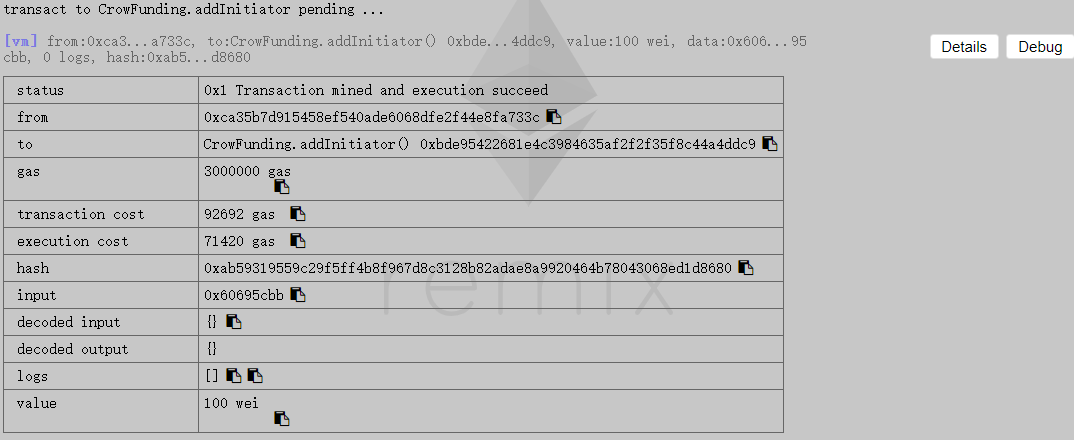 transact to CrowFunding.addInitiator pending ...
[vm] from:0xca3...a733c, to:CrowFunding.addInitiator() 0xbde...4ddc9, value:100 wei, data:0x606...95
cbb, 0 logs, hash:0xab5...d8680
Details
Debug
status 0x1 Transaction mined and execution succeed
from 0xca35b7d915458ef540ade6068dfe2f44e8fa733c
to CrowFunding.addInitiator() 0xbde95422681e4c3984635af2f2f35f8c44a4ddc9
gas 3000000 gas
transaction cost 92692 gas
execution cost 71420 gas
hash 0xab59319559c29f5ff4b8f967d8c3128b82adae8a9920464b78043068ed1d8680
input 0x60695cbb
decoded input {}
decoded output {}
logs []
value 100 wei
remix